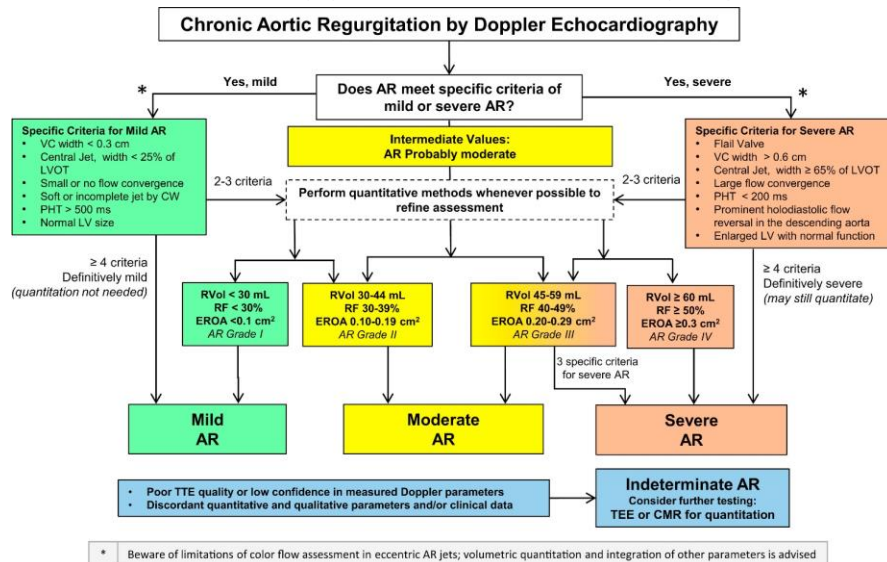 Chronic Aortic Regurgitation by Doppler Echocardiography
*
Yes, mild
Does AR meet specific criteria of
mild or severe AR?
Yes, severe
*
Specific Criteria for Mild AR
• VC width < 0.3 cm
• Central Jet, width < 25% of
LVOT
• Small or no flow convergence
• Soft or incomplete jet by CW
• PHT > 500 ms
• Normal LV size
Intermediate Values:
AR Probably moderate
Specific Criteria for Severe AR
• Flail Valve
• VC width > 0.6 cm
• Central Jet, width ≥ 65% of LVOT
• Large flow convergence
• PHT < 200 ms
• Prominent holodiastolic flow
reversal in the descending aorta
• Enlarged LV with normal function
2-3 criteria
Perform quantitative methods whenever possible to
refine assessment
2-3 criteria
≥ 4 criteria
Definitively mild
(quantitation not needed)
RVol < 30 mL
RF < 30%
EROA <0.1 cm²
AR Grade I
RVol 30-44 mL
RF 30-39%
EROA 0.10-0.19 cm²
AR Grade II
RVol 45-59 mL
RF 40-49%
EROA 0.20-0.29 cm²
AR Grade III
RVol ≥ 60 mL
RF ≥ 50%
EROA ≥0.3 cm²
AR Grade IV
≥ 4 criteria
Definitively severe
(may still quantitate)
3 specific criteria
for severe AR
Mild
AR
Moderate
AR
Severe
AR
• Poor TTE quality or low confidence in measured Doppler parameters
• Discordant quantitative and qualitative parameters and/or clinical data
Indeterminate AR
Consider further testing:
TEE or CMR for quantitation
* Beware of limitations of color flow assessment in eccentric AR jets; volumetric quantitation and integration of other parameters is advised